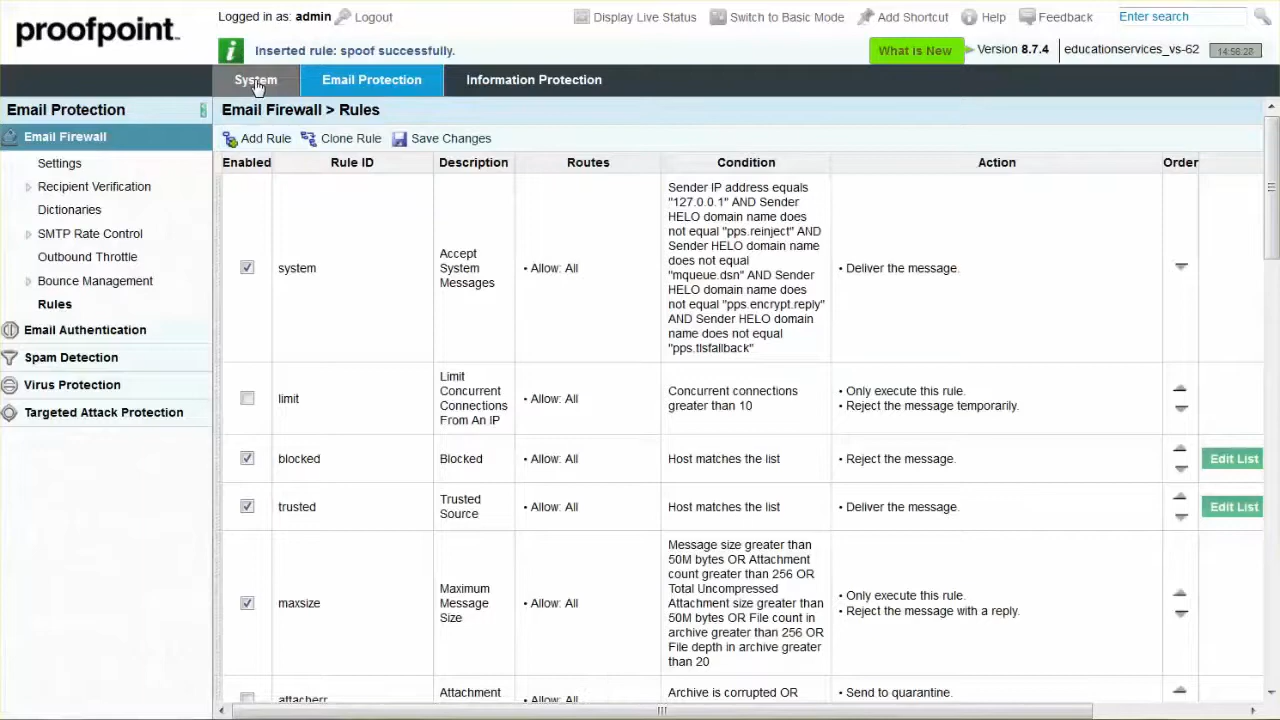 proofpoint.
Logged in as: admin Logout
Display Live Status Switch to Basic Mode Add Shortcut Help Feedback Enter search
Inserted rule: spoof successfully.
What is New Version 8.7.4 educationservices_vs-62 14:56:28
System Email Protection Information Protection
Email Protection
Email Firewall
Settings
Recipient Verification
Dictionaries
SMTP Rate Control
Outbound Throttle
Bounce Management
Rules
Email Authentication
Spam Detection
Virus Protection
Targeted Attack Protection
Email Firewall > Rules
Add Rule Clone Rule Save Changes
Enabled Rule ID Description Routes Condition Action Order
system
Accept
System
Messages
• Allow: All
Sender IP address equals
"127.0.0.1" AND Sender
HELO domain name does
not equal "pps.reinject" AND
Sender HELO domain name
does not equal
"mqueue.dsn" AND Sender
HELO domain name does
not equal "pps.encrypt.reply"
AND Sender HELO domain
name does not equal
"pps.tlsfallback"
• Deliver the message.
limit
Limit
Concurrent
Connections
From An IP
• Allow: All
Concurrent connections
greater than 10
• Only execute this rule.
• Reject the message temporarily.
blocked Blocked • Allow: All Host matches the list • Reject the message. Edit List
trusted
Trusted
Source
• Allow: All
Host matches the list
• Deliver the message.
Edit List
maxsize
Maximum
Message
Size
• Allow: All
Message size greater than
50M bytes OR Attachment
count greater than 256 OR
Total Uncompressed
Attachment size greater than
50M bytes OR File count in
archive greater than 256 OR
File depth in archive greater
than 20
• Only execute this rule.
• Reject the message with a reply.
attacherr
Attachment
• Allow: All
Archive is corrupted OR
• Send to quarantine.